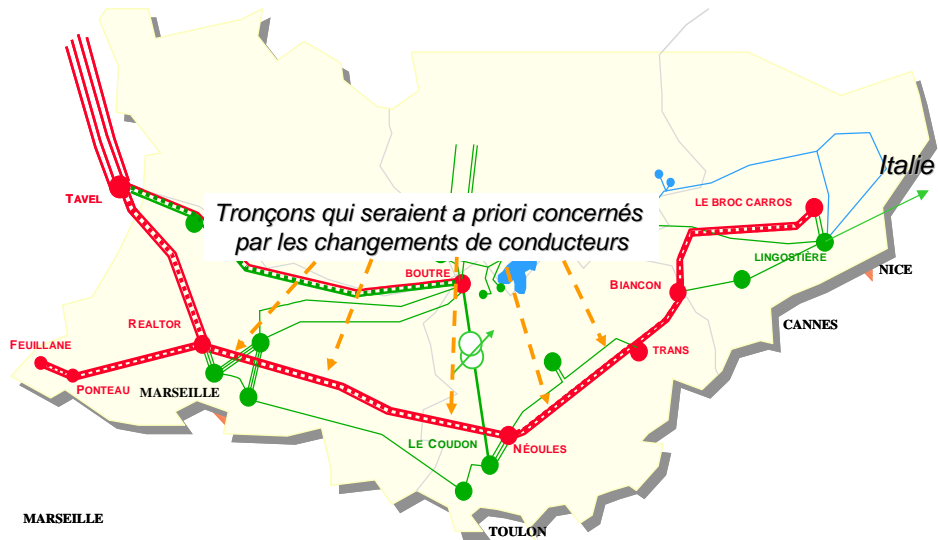 Italie
TAVEL
LE BROC CARROS
Tronçons qui seraient a priori concernés
par les changements de conducteurs
LINGOSTIÈRE
BOUTRE
NICE
BIANCON
CANNES
REALTOR
FEUILLANE
TRANS
PONTEAU
MARSEILLE
LE COUDON
NÉOULES
MARSEILLE
TOULON